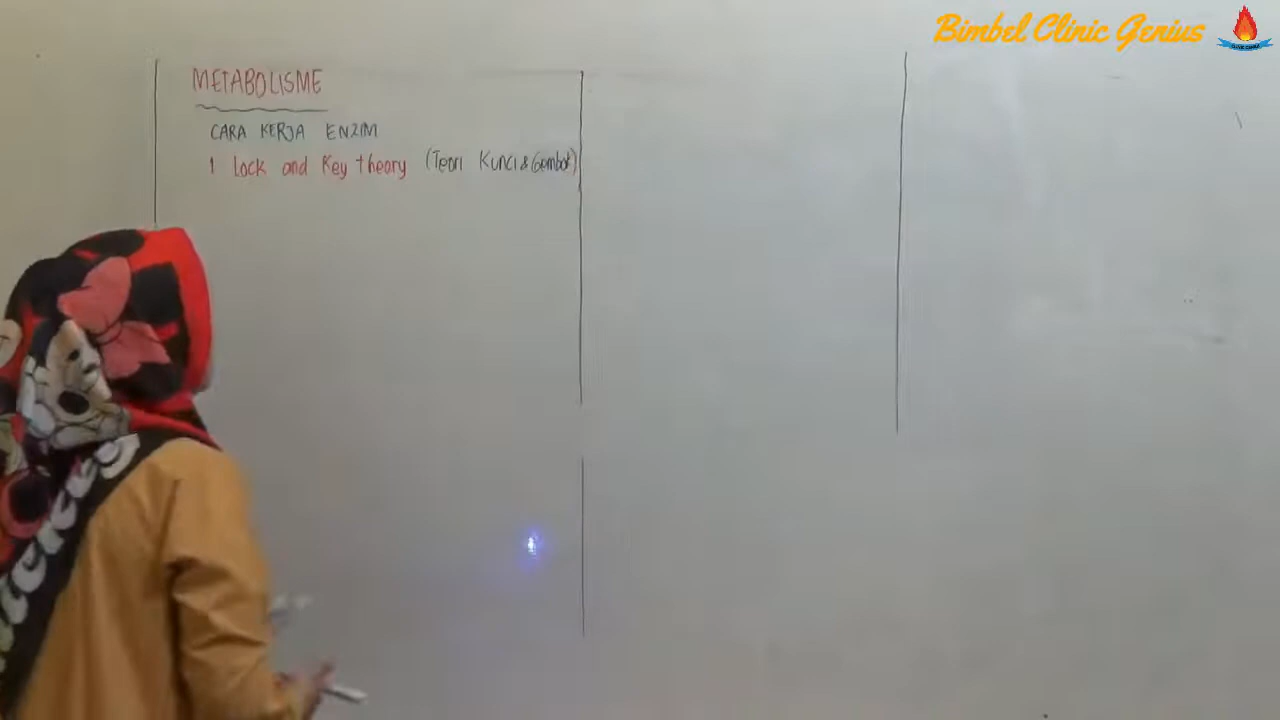 Bimbel Clinic Genius
METABOLISME
CARA KERJA ENZIM
1 Lock and Key theory (Teori Kunci & Gembok)